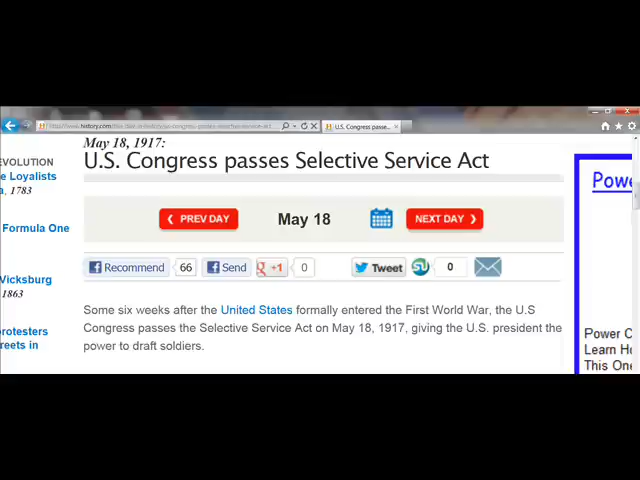 U.S. Congress passe...
May 18, 1917:
U.S. Congress passes Selective Service Act
EVOLUTION
e Loyalists
a, 1783
Formula One
Vicksburg
1863
rotesters
reets in
PREV DAY
May 18
NEXT DAY
Recommend
66
Send
+1
0
Tweet
0
Some six weeks after the United States formally entered the First World War, the U.S
Congress passes the Selective Service Act on May 18, 1917, giving the U.S. president the
power to draft soldiers.
Powe
Power C
Learn Ho
This One